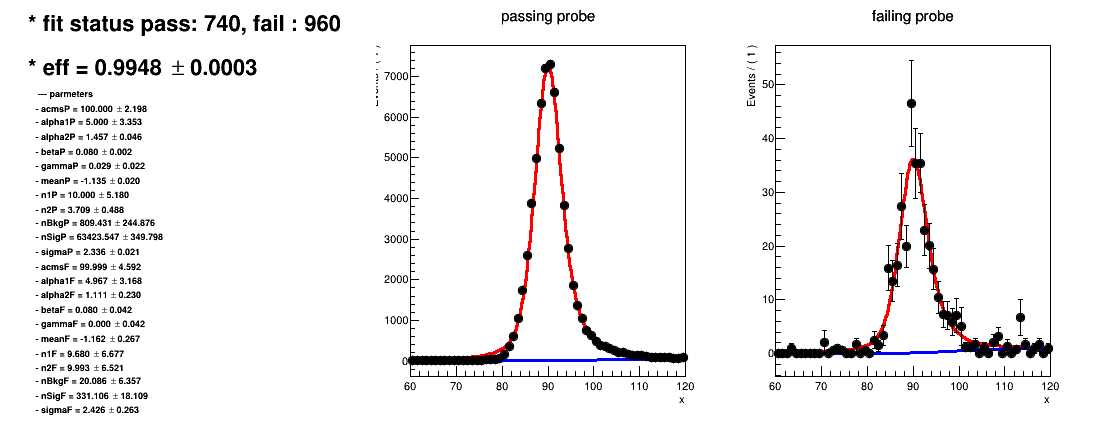 * fit status pass: 740, fail : 960
* eff = 0.9948 ± 0.0003
--- parmeters
- acmsP = 100.000 ± 2.198
- alpha1P = 5.000 ± 3.353
- alpha2P = 1.457 ± 0.046
- betaP = 0.080 ± 0.002
- gammaP = 0.029 ± 0.022
- meanP = -1.135 ± 0.020
- n1P = 10.000 ± 5.180
- n2P = 3.709 ± 0.488
- nBkgP = 809.431 ± 244.876
- nSigP = 63423.547 ± 349.798
- sigmaP = 2.336 ± 0.021
- acmsF = 99.999 ± 4.592
- alpha1F = 4.967 ± 3.168
- alpha2F = 1.111 ± 0.230
- betaF = 0.080 ± 0.042
- gammaF = 0.000 ± 0.042
- meanF = -1.162 ± 0.267
- n1F = 9.680 ± 6.677
- n2F = 9.993 ± 6.521
- nBkgF = 20.086 ± 6.357
- nSigF = 331.106 ± 18.109
- sigmaF = 2.426 ± 0.263
passing probe
7000
6000
5000
4000
3000
2000
1000
0
60 70 80 90 100 110 120
x
failing probe
Events / ( 1 )
50
40
30
20
10
0
60 70 80 90 100 110 120
x